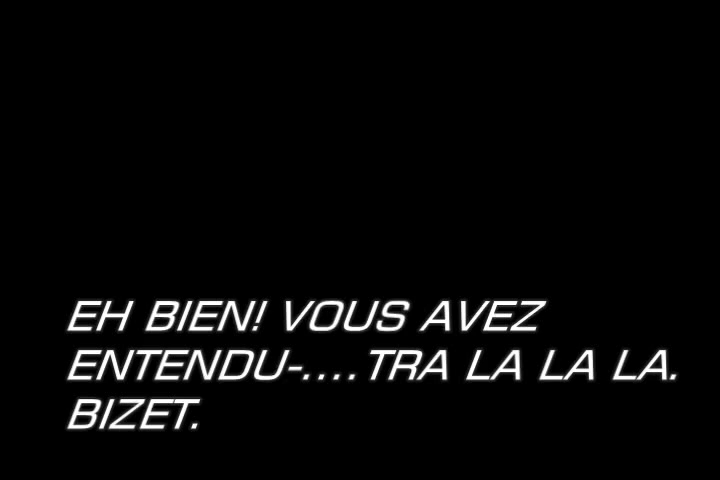 EH BIEN! VOUS AVEZ
ENTENDU-....TRA LA LA LA.
BIZET.